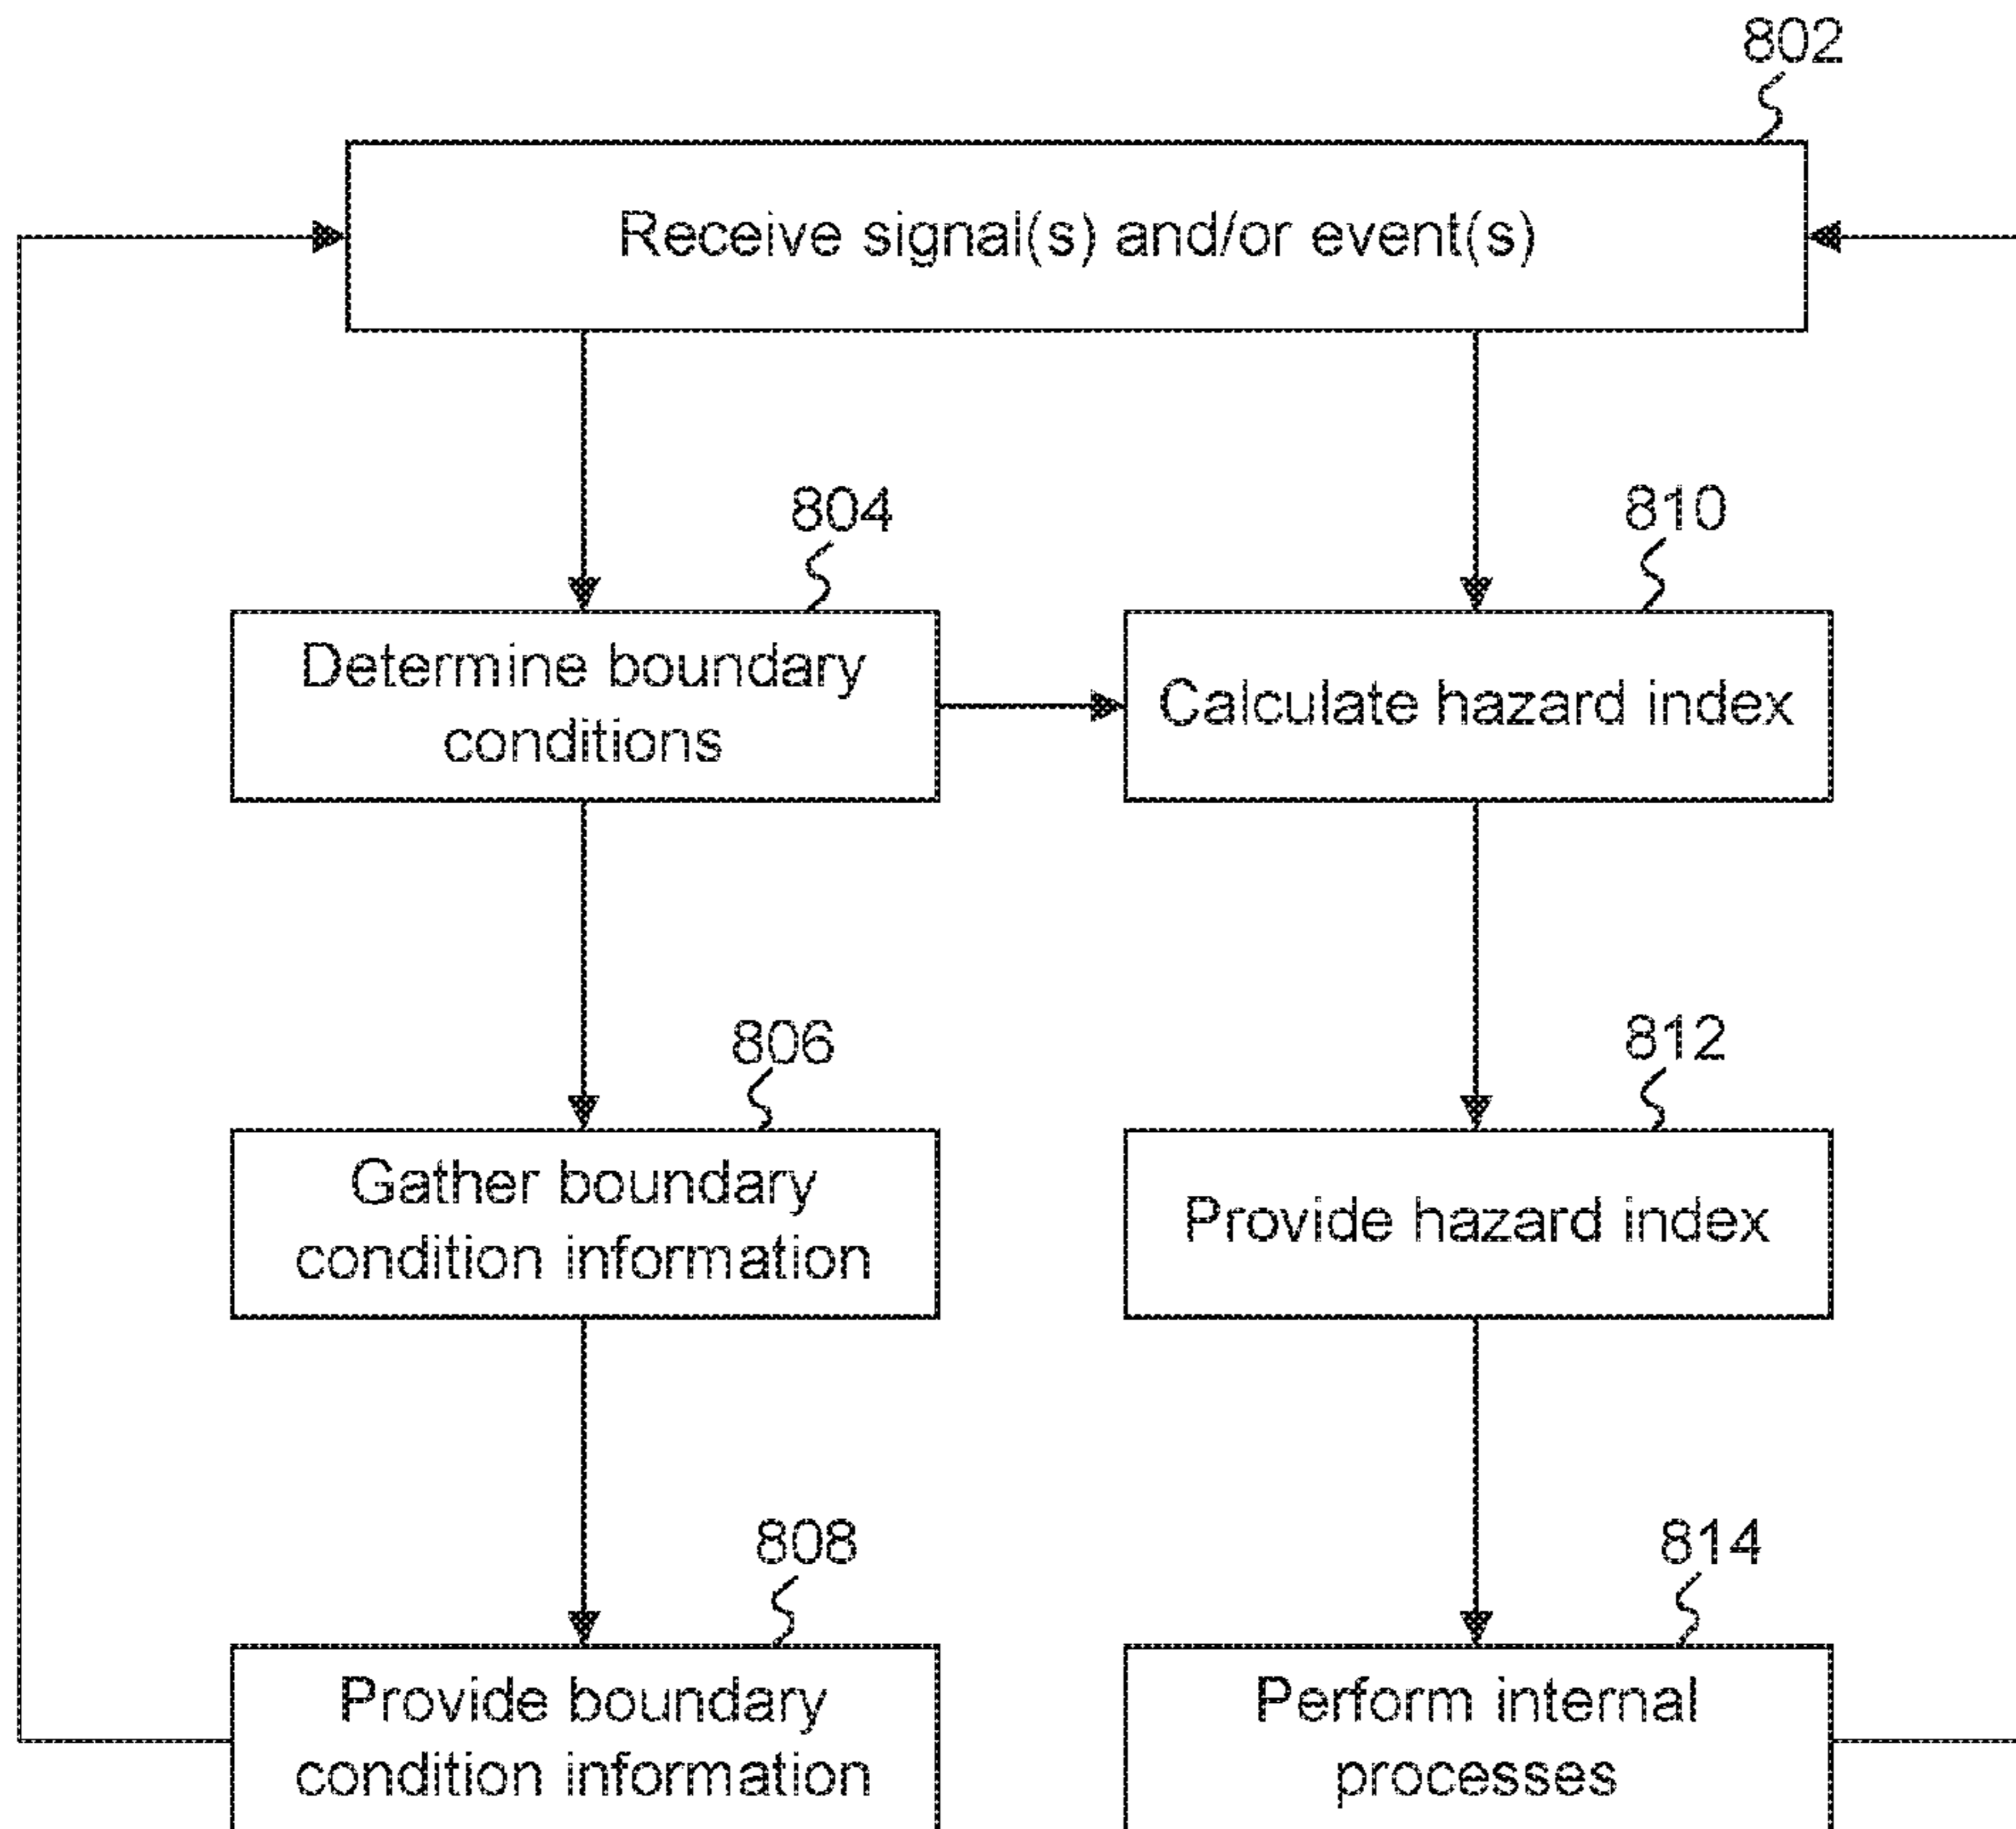 802
Receive signal(s) and/or event(s)
804
Determine boundary
conditions
810
Calculate hazard index
806
Gather boundary
condition information
812
Provide hazard index
808
Provide boundary
condition information
814
Perform internal
processes